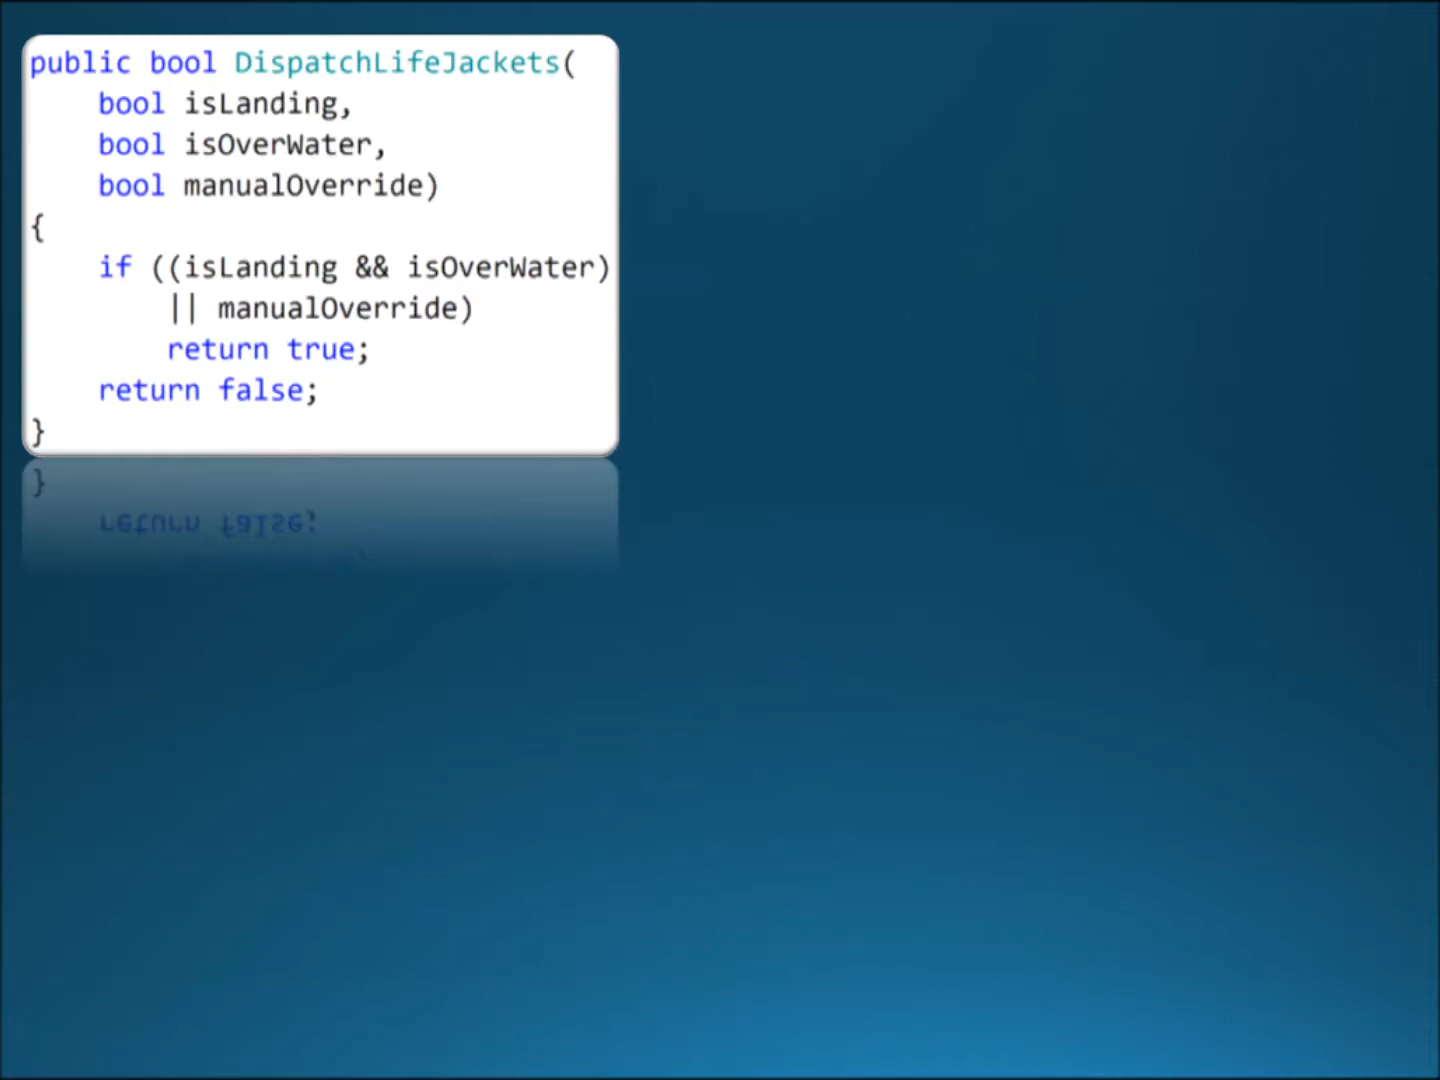 public bool DispatchLifeJackets(
    bool isLanding,
    bool isOverWater,
    bool manualOverride)
{
    if ((isLanding && isOverWater)
        || manualOverride)
        return true;
    return false;
}